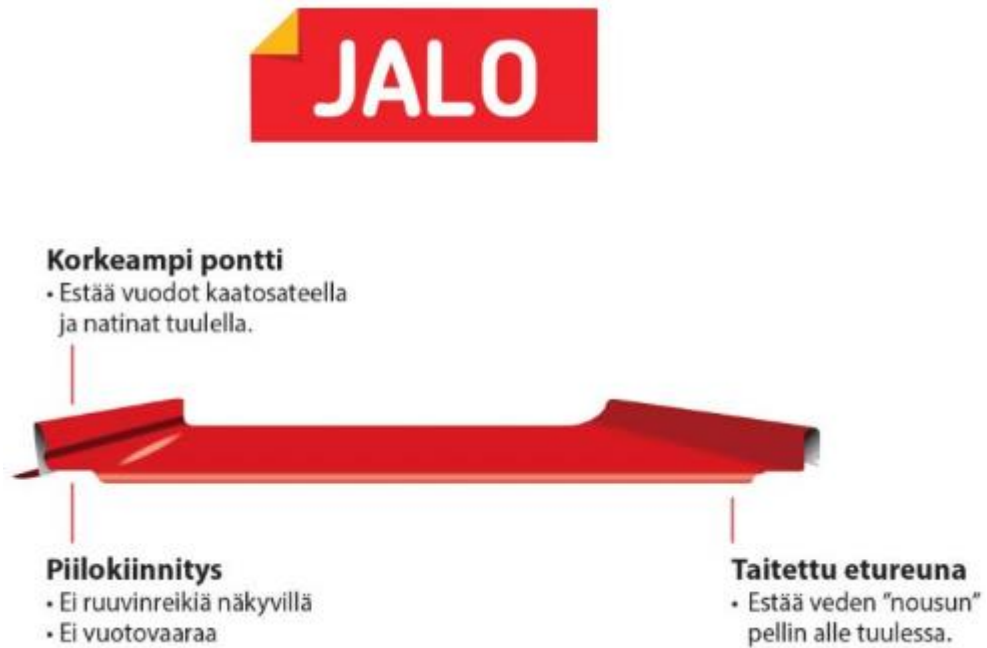 JALO
Korkeampi pontti
• Estää vuodot kaatosateella
ja natinat tuulella.
Piilokiinnitys
• Ei ruuvinreikiä näkyvillä
• Ei vuotovaaraa
Taitettu etureuna
• Estää veden "nousun"
pellin alle tuulessa.